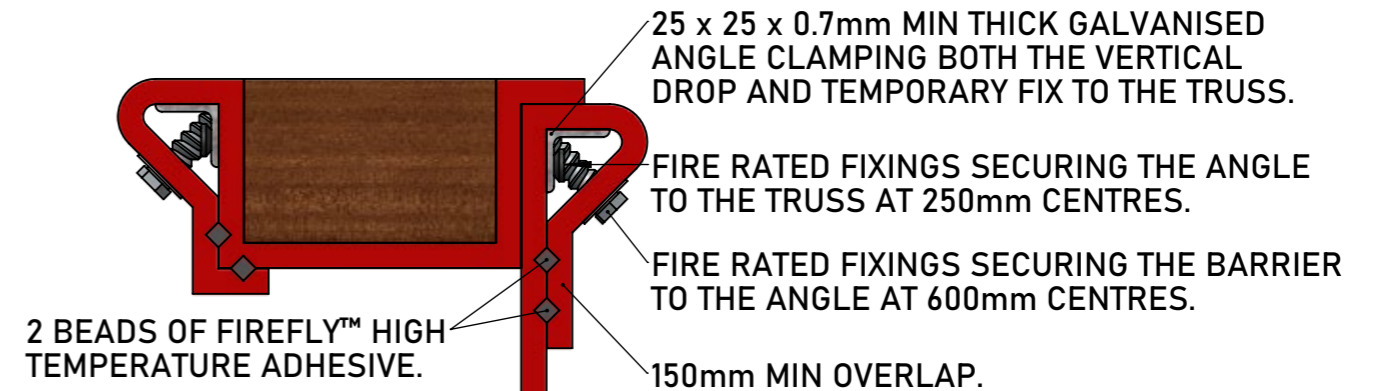 25 x 25 x 0.7mm MIN THICK GALVANISED
ANGLE CLAMPING BOTH THE VERTICAL
DROP AND TEMPORARY FIX TO THE TRUSS.
FIRE RATED FIXINGS SECURING THE ANGLE
TO THE TRUSS AT 250mm CENTRES.
FIRE RATED FIXINGS SECURING THE BARRIER
TO THE ANGLE AT 600mm CENTRES.
2 BEADS OF FIREFLY™ HIGH
TEMPERATURE ADHESIVE.
150mm MIN OVERLAP.